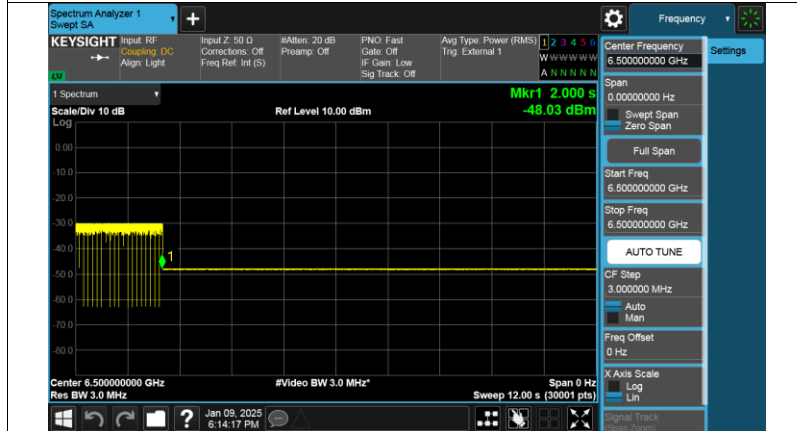 Spectrum Analyzer 1
Swept SA
Frequency
KEYSIGHT
Input: RF
Coupling: DC
Align: Light
Input Z: 50 Ω
Corrections: Off
Freq Ref: Int (S)
#Atten: 20 dB
Preamp: Off
PNO: Fast
Gate: Off
IF Gain: Low
Sig Track: Off
Avg Type: Power (RMS)
Trig: External 1
1 2 3 4 5 6
W W W W W W
A N N N N N
Center Frequency
6.500000000 GHz
Settings
Span
0.00000000 Hz
Swept Span
Zero Span
Full Span
Start Freq
6.500000000 GHz
Stop Freq
6.500000000 GHz
AUTO TUNE
CF Step
3.000000 MHz
Auto
Man
Freq Offset
0 Hz
X Axis Scale
Log
Lin
Signal Track
(Span Zoom)
1 Spectrum
Scale/Div 10 dB
Ref Level 10.00 dBm
Mkr1 2.000 s
-48.03 dBm
Log
0.00
-10.0
-20.0
-30.0
-40.0
-50.0
-60.0
-70.0
-80.0
1
Center 6.500000000 GHz
Res BW 3.0 MHz
#Video BW 3.0 MHz*
Span 0 Hz
Sweep 12.00 s (30001 pts)
?
Jan 09, 2025
6:14:17 PM